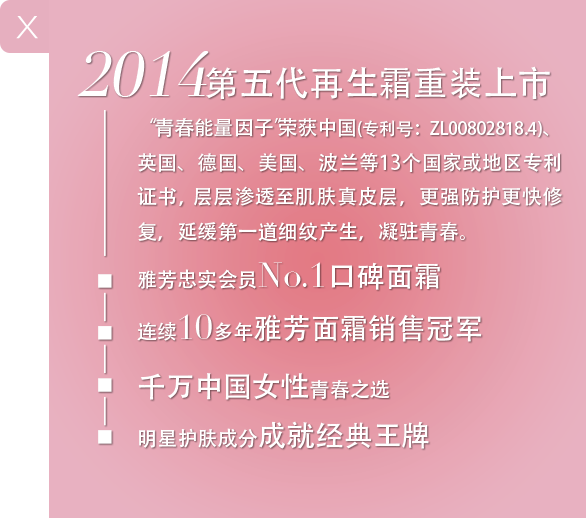 X
2014第五代再生霜重装上市
“青春能量因子”荣获中国(专利号：ZL00802818.4)、
英国、德国、美国、波兰等13个国家或地区专利
证书, 层层渗透至肌肤真皮层，更强防护更快修
复，延缓第一道细纹产生，凝驻青春。
雅芳忠实会员No.1口碑面霜
连续10多年雅芳面霜销售冠军
千万中国女性青春之选
明星护肤成分成就经典王牌